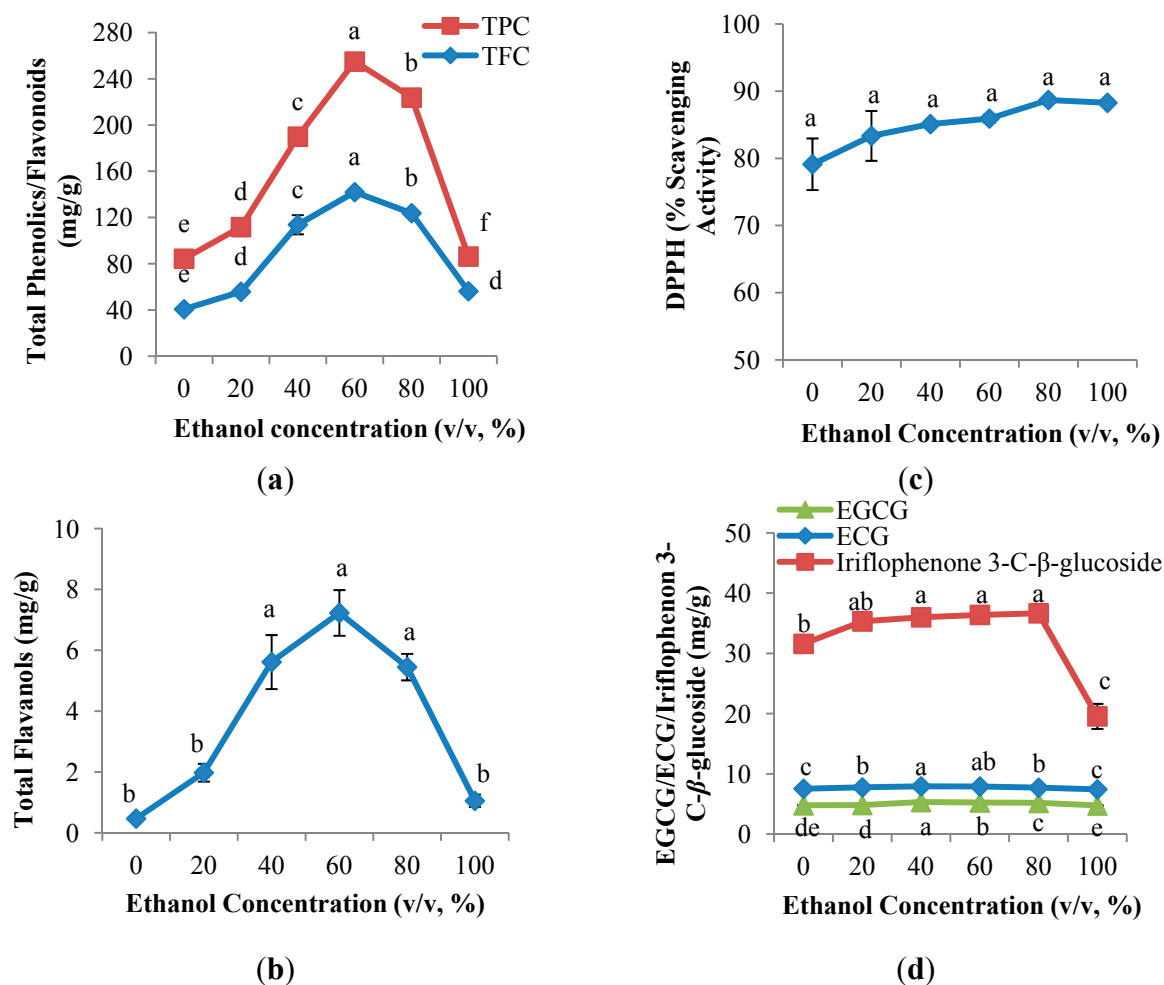 TPC
TFC
280
240
200
160
120
80
40
0
Total Phenolics/Flavonoids
(mg/g)
e
d
c
a
b
f
e
d
c
a
b
d
0 20 40 60 80 100
Ethanol concentration (v/v, %)
(a)
100
90
80
70
60
50
DPPH (% Scavenging
Activity)
a a a a a a
0 20 40 60 80 100
Ethanol Concentration (v/v, %)
(c)
10
8
6
4
2
0
Total Flavanols (mg/g)
b b a a a b
0 20 40 60 80 100
Ethanol Concentration (v/v, %)
(b)
EGCG
ECG
Iriflophenone 3-C-β-glucoside
50
40
30
20
10
0
EGCG/ECG/Iriflophenon 3-
C-β-glucoside (mg/g)
b ab a a a c
c b a ab b c
de d a b c e
0 20 40 60 80 100
Ethanol Concentration (v/v, %)
(d)